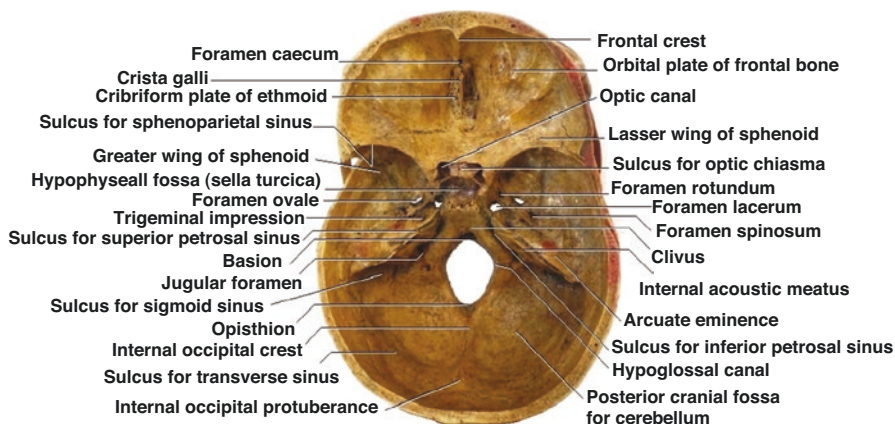 Foramen caecum
Crista galli
Cribriform plate of ethmoid
Sulcus for sphenoparietal sinus
Greater wing of sphenoid
Hypophyseall fossa (sella turcica)
Foramen ovale
Trigeminal impression
Sulcus for superior petrosal sinus
Basion
Jugular foramen
Sulcus for sigmoid sinus
Opisthion
Internal occipital crest
Sulcus for transverse sinus
Internal occipital protuberance
Frontal crest
Orbital plate of frontal bone
Optic canal
Lasser wing of sphenoid
Sulcus for optic chiasma
Foramen rotundum
Foramen lacerum
Foramen spinosum
Clivus
Internal acoustic meatus
Arcuate eminence
Sulcus for inferior petrosal sinus
Hypoglossal canal
Posterior cranial fossa
for cerebellum